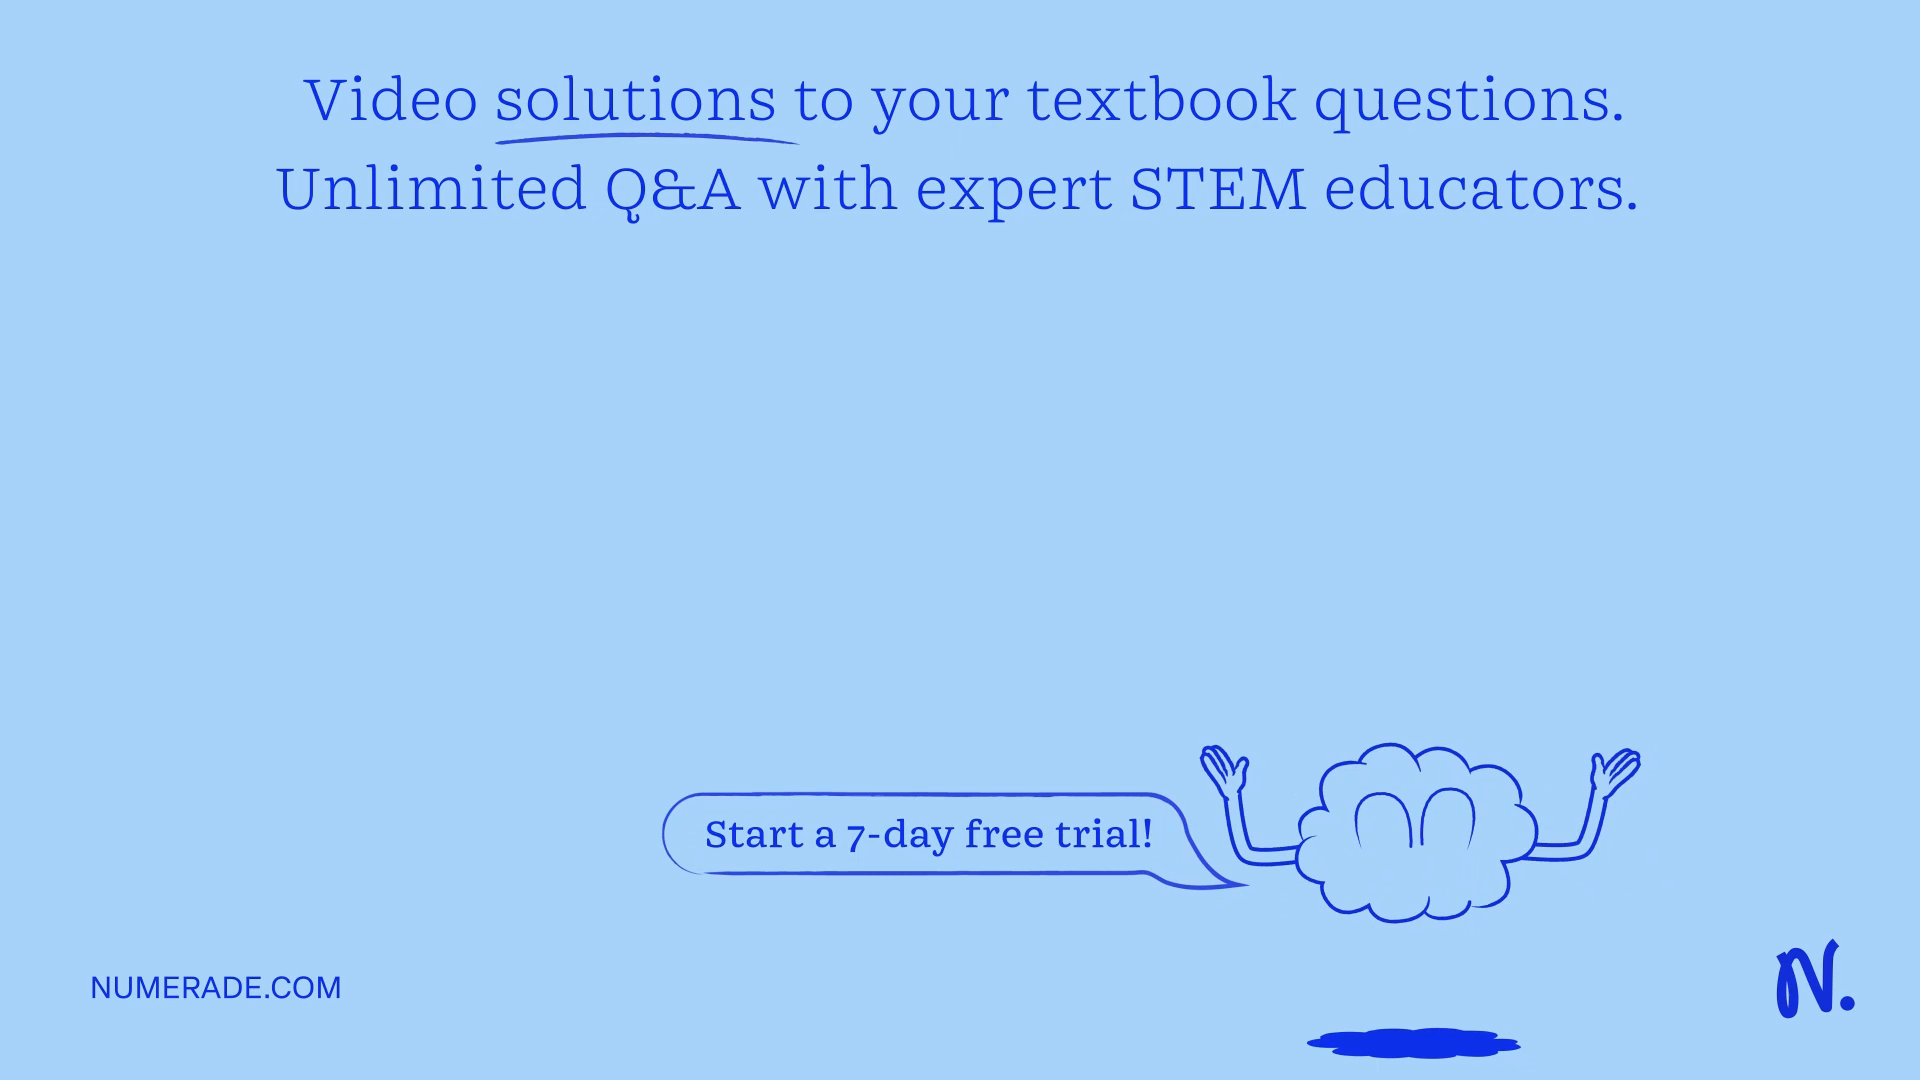 Video solutions to your textbook questions.
Unlimited Q&A with expert STEM educators.
Start a 7-day free trial!
NUMERADE.COM
N.